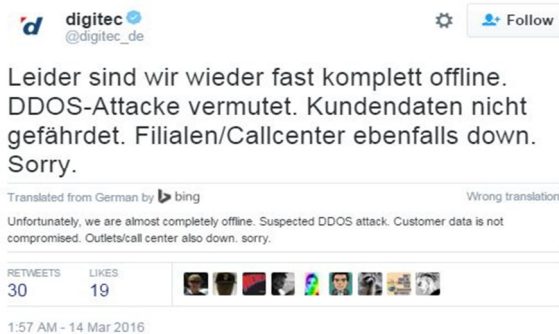 digitec
@digitec_de
Follow
Leider sind wir wieder fast komplett offline.
DDOS-Attacke vermutet. Kundendaten nicht
gefährdet. Filialen/Callcenter ebenfalls down.
Sorry.
Translated from German by bing
Wrong translation
Unfortunately, we are almost completely offline. Suspected DDOS attack. Customer data is not
compromised. Outlets/call center also down. sorry.
RETWEETS LIKES
30 19
1:57 AM - 14 Mar 2016